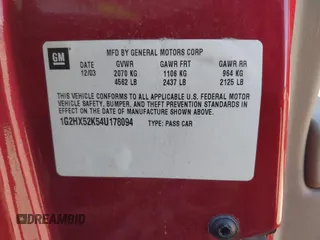 GM
MFD BY GENERAL MOTORS CORP
DATE GVWR GAWR FRT GAWR RR
12/03 2070 KG 1106 KG 964 KG
4562 LB 2437 LB 2125 LB
THIS VEHICLE CONFORMS TO ALL APPLICABLE U.S. FEDERAL MOTOR
VEHICLE SAFETY, BUMPER, AND THEFT PREVENTION STANDARDS IN
EFFECT ON THE DATE OF MANUFACTURE SHOWN ABOVE.
1G2HX52K54U178094 TYPE: PASS CAR
DREAMOID